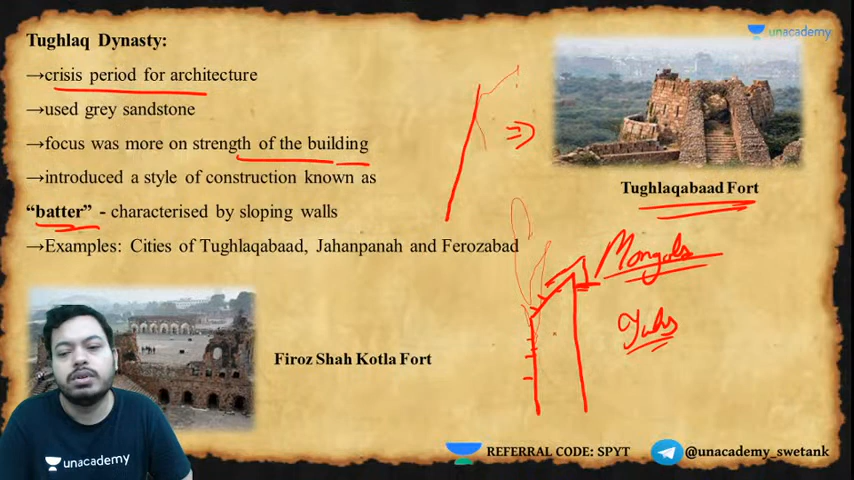 unacademy
Tughlaq Dynasty:
→crisis period for architecture
→used grey sandstone
→focus was more on strength of the building
→introduced a style of construction known as
“batter” - characterised by sloping walls
→Examples: Cities of Tughlaqabaad, Jahanpanah and Ferozabad
Tughlaqabaad Fort
Mongols
Firoz Shah Kotla Fort
unacademy
REFERRAL CODE: SPYT
@unacademy_swetank